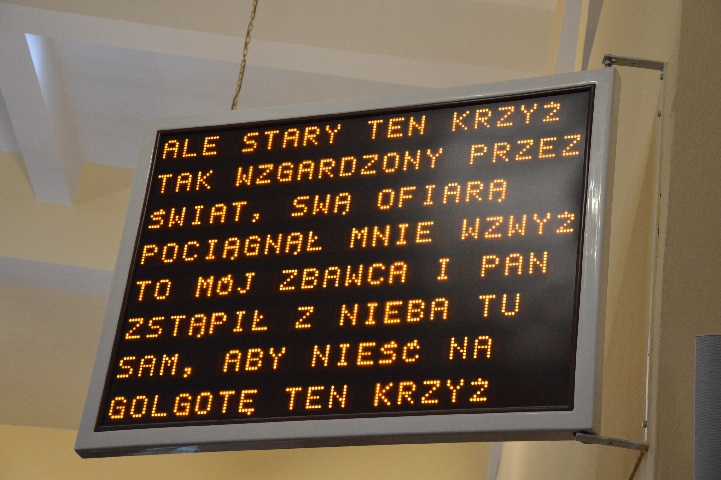 ALE STARY TEN KRZYŻ
TAK WZGARDZONY PRZEZ
ŚWIAT, SWĄ OFIARĄ
POCIĄGNĄŁ MNIE WZWYŻ
TO MÓJ ZBAWCA I PAN
ZSTĄPIŁ Z NIEBA TU
SAM, ABY NIEŚĆ NA
GOLGOTĘ TEN KRZYŻ